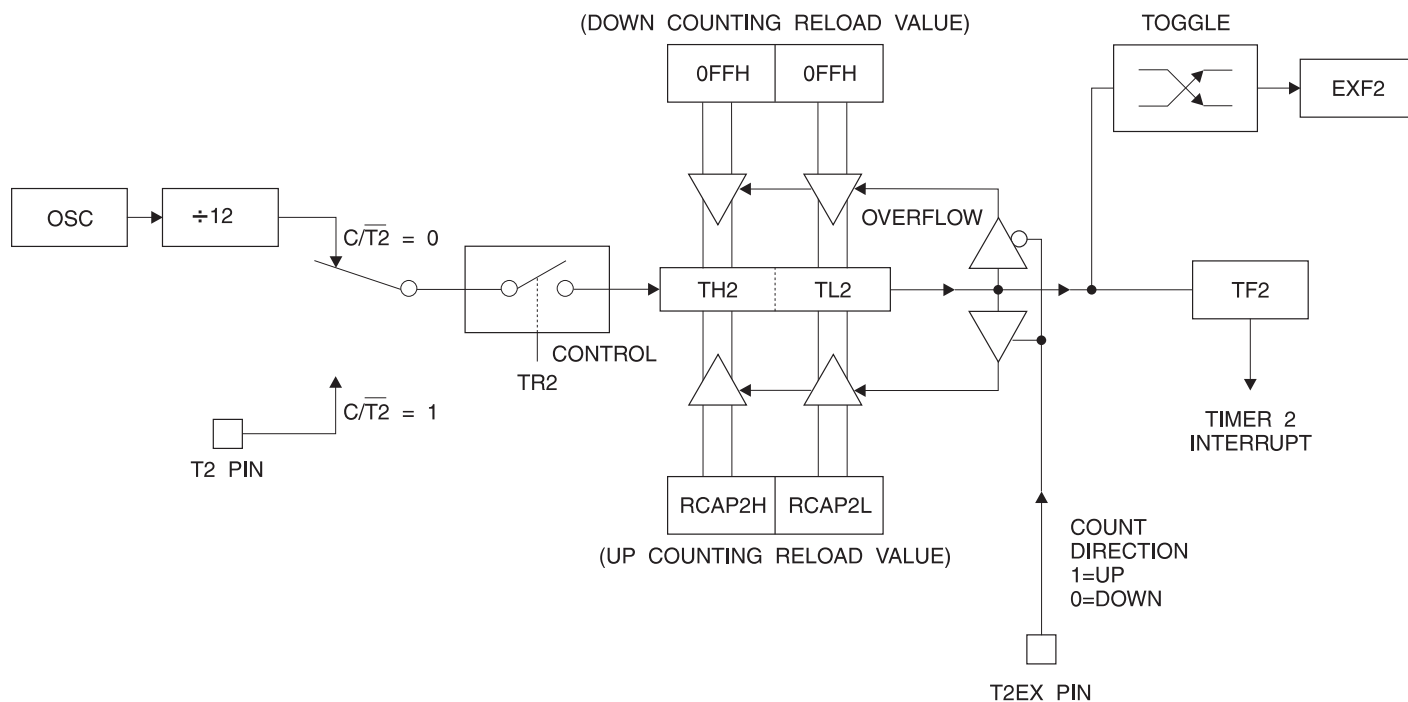 (DOWN COUNTING RELOAD VALUE)
TOGGLE
0FFH
0FFH
EXF2
OSC
÷12
C/T2̅ = 0
OVERFLOW
TH2
TL2
TF2
CONTROL
TR2
C/T2̅ = 1
T2 PIN
TIMER 2
INTERRUPT
RCAP2H
RCAP2L
(UP COUNTING RELOAD VALUE)
COUNT
DIRECTION
1=UP
0=DOWN
T2EX PIN